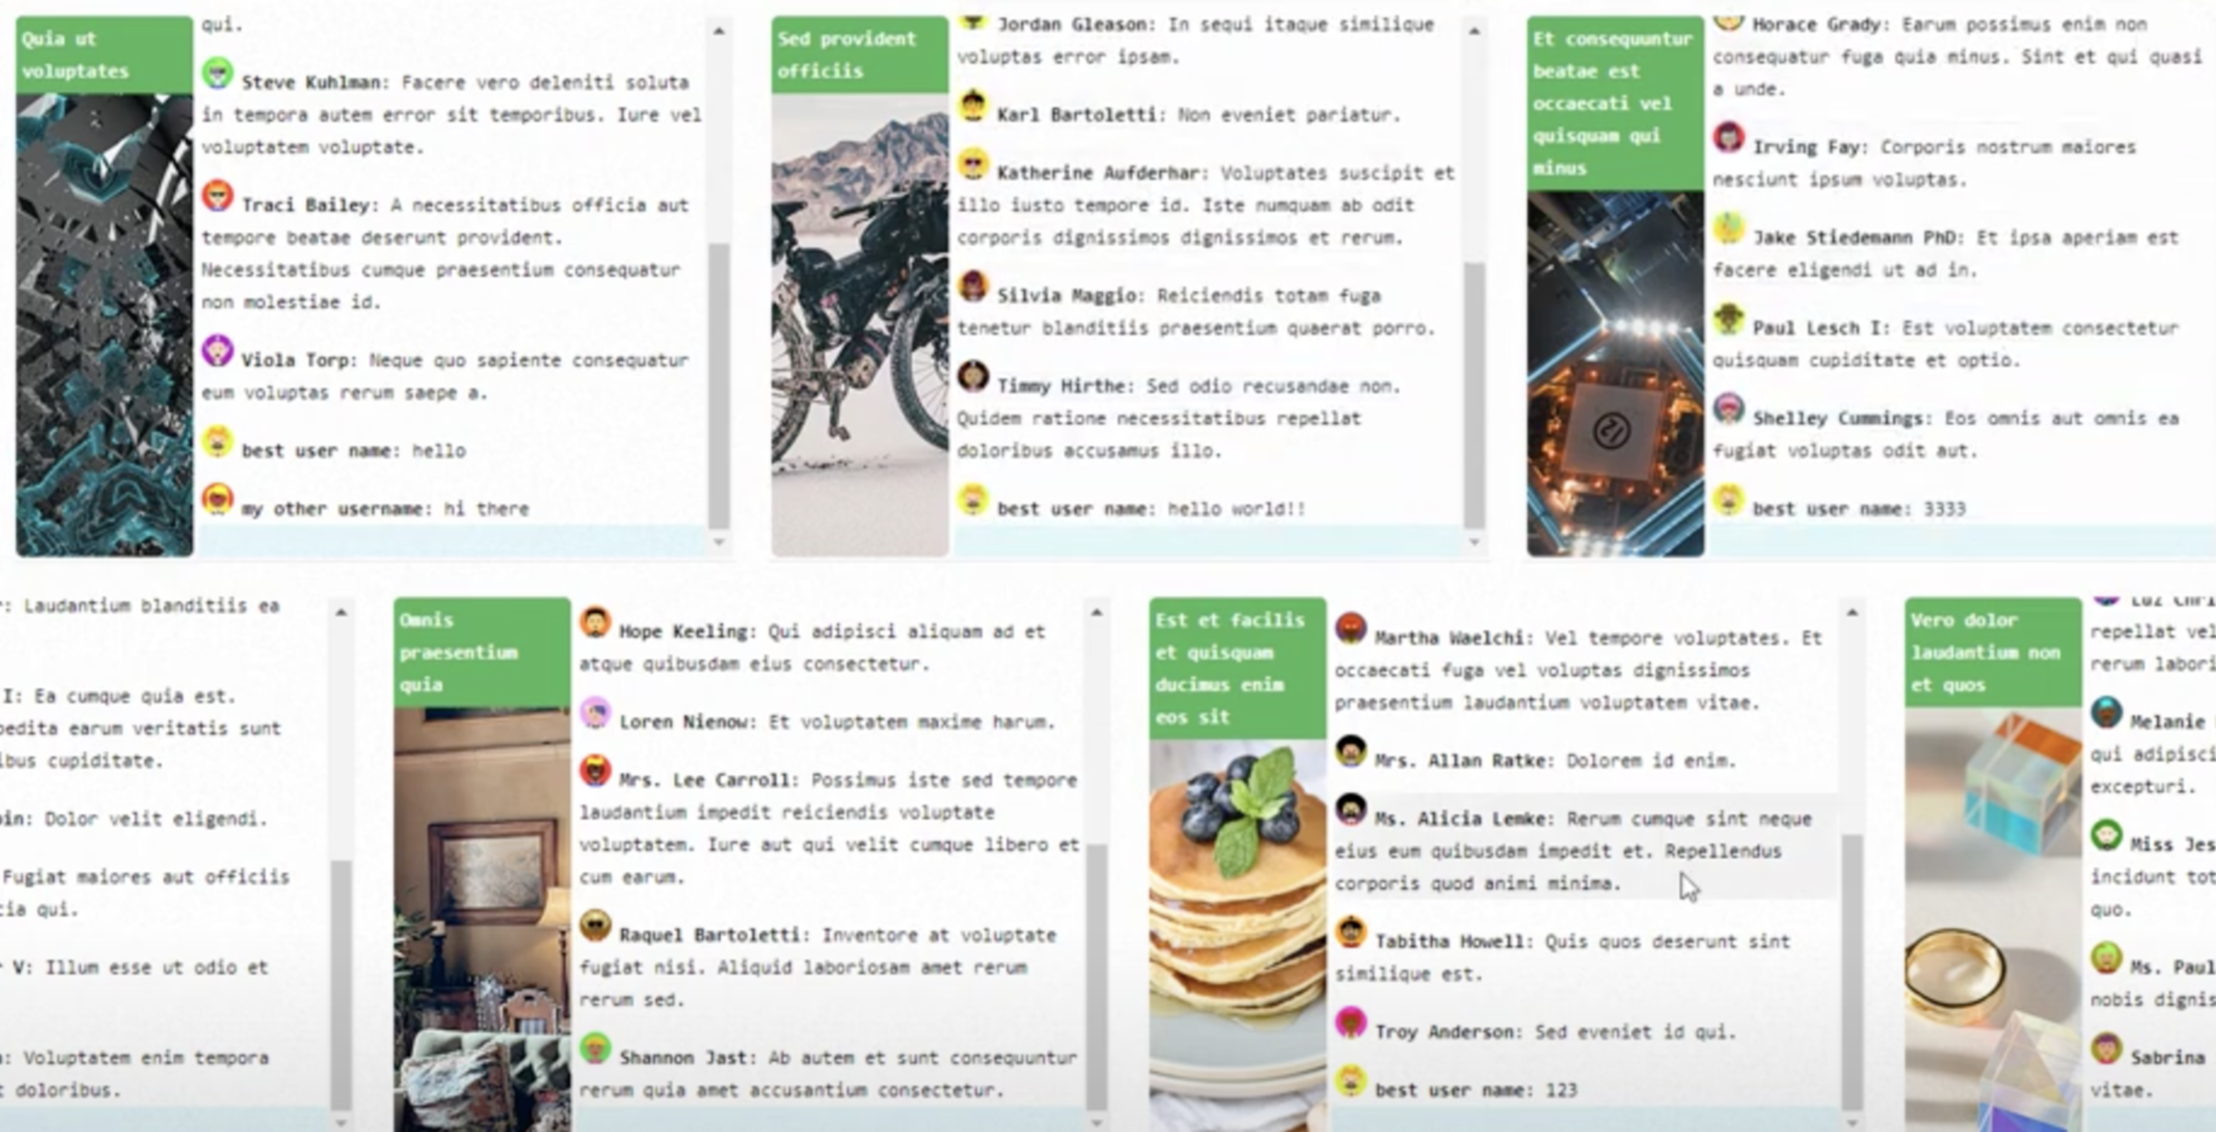 Quia ut
voluptates
qui.
Steve Kuhlman: Facere vero deleniti soluta
in tempora autem error sit temporibus. Iure vel
voluptatem voluptate.
Traci Bailey: A necessitatibus officia aut
tempore beatae deserunt provident.
Necessitatibus cumque praesentium consequatur
non molestiae id.
Viola Torp: Neque quo sapiente consequatur
eum voluptas rerum saepe a.
best user name: hello
my other username: hi there
Sed provident
officiis
Jordan Gleason: In sequi itaque similique
voluptas error ipsam.
Karl Bartoletti: Non eveniet pariatur.
Katherine Aufderhar: Voluptates suscipit et
illo iusto tempore id. Iste numquam ab odit
corporis dignissimos dignissimos et rerum.
Silvia Maggio: Reiciendis totam fuga
tenetur blanditiis praesentium quaerat porro.
Timmy Hirthe: Sed odio recusandae non.
Quidem ratione necessitatibus repellat
doloribus accusamus illo.
best user name: hello world!!
Et consequuntur
beatae est
occaecati vel
quisquam qui
minus
Horace Grady: Earum possimus enim non
consequatur fuga quia minus. Sint et qui quasi
a unde.
Irving Fay: Corporis nostrum maiores
nesciunt ipsum voluptas.
Jake Stiedemann PhD: Et ipsa aperiam est
facere eligendi ut ad in.
Paul Lesch I: Est voluptatem consectetur
quisquam cupiditate et optio.
Shelley Cummings: Eos omnis aut omnis ea
fugiat voluptas odit aut.
best user name: 3333
: Laudantium blanditiis ea
I: Ea cumque quia est.
pedita earum veritatis sunt
ibus cupiditate.
in: Dolor velit eligendi.
Fugiat maiores aut officiis
cia qui.
V: Illum esse ut odio et
: Voluptatem enim tempora
t doloribus.
Omnis
praesentium
quia
Hope Keeling: Qui adipisci aliquam ad et
atque quibusdam eius consectetur.
Loren Nienow: Et voluptatem maxime harum.
Mrs. Lee Carroll: Possimus iste sed tempore
laudantium impedit reiciendis voluptate
voluptatem. Iure aut qui velit cumque libero et
cum earum.
Raquel Bartoletti: Inventore at voluptate
fugiat nisi. Aliquid laboriosam amet rerum
rerum sed.
Shannon Jast: Ab autem et sunt consequuntur
rerum quia amet accusantium consectetur.
Est et facilis
et quisquam
ducimus enim
eos sit
Martha Waelchi: Vel tempore voluptates. Et
occaecati fuga vel voluptas dignissimos
praesentium laudantium voluptatem vitae.
Mrs. Allan Ratke: Dolorem id enim.
Ms. Alicia Lemke: Rerum cumque sint neque
eius eum quibusdam impedit et. Repellendus
corporis quod animi minima.
Tabitha Howell: Quis quos deserunt sint
similique est.
Troy Anderson: Sed eveniet id qui.
best user name: 123
Vero dolor
laudantium non
et quos
repellat vel
rerum labori
Melanie
qui adipisci
excepturi.
Miss Jes
incidunt tot
quo.
Ms. Paul
nobis dignis
Sabrina
vitae.